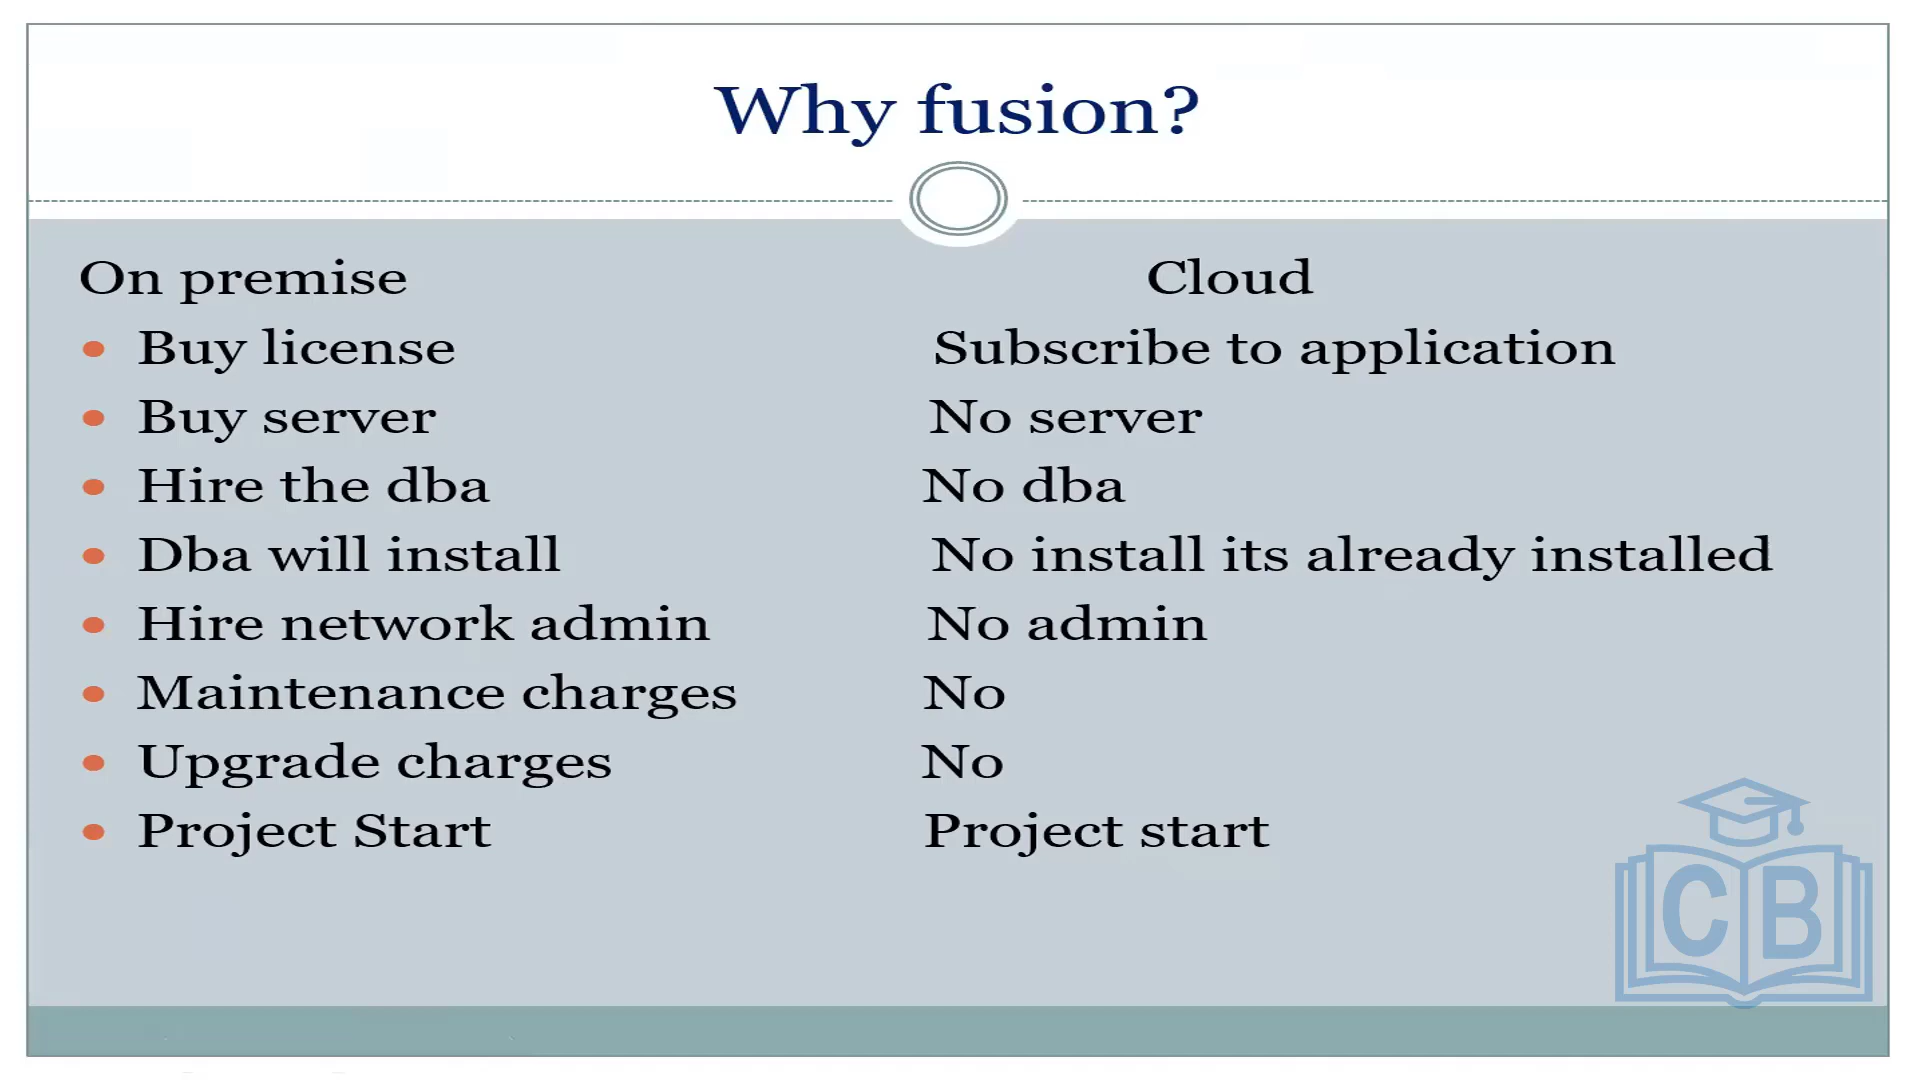 Why fusion?
On premise Cloud
Buy license Subscribe to application
Buy server No server
Hire the dba No dba
Dba will install No install its already installed
Hire network admin No admin
Maintenance charges No
Upgrade charges No
Project Start Project start
CB